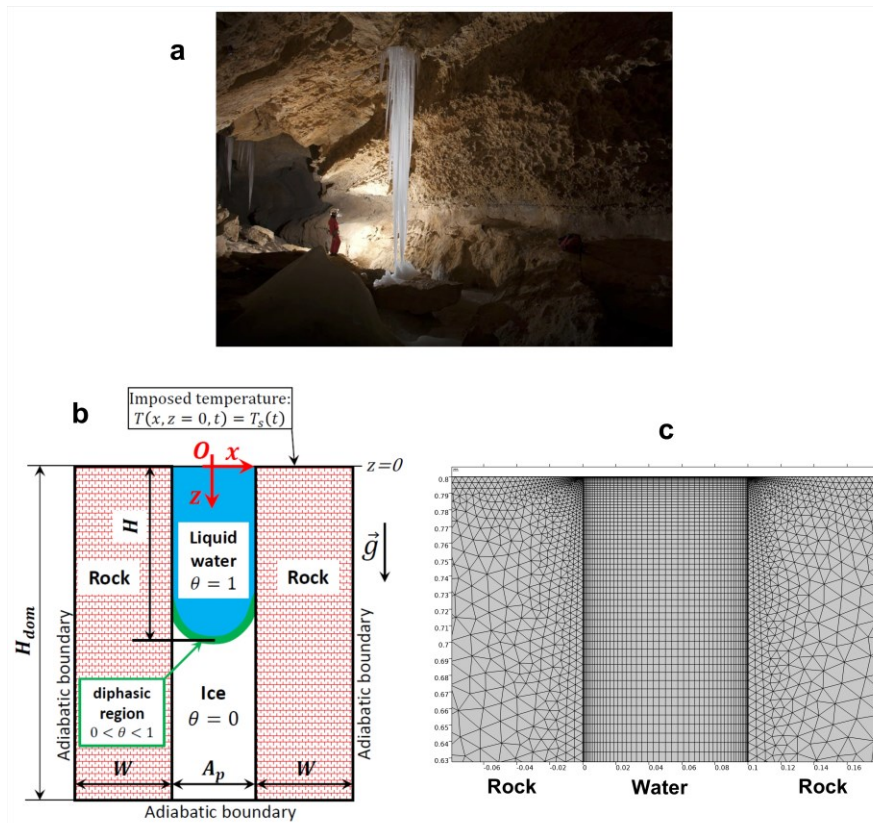 a
b
Imposed temperature:
T(x, z = 0, t) = T_s(t)
O
x
z=0
z
H
Liquid
water
θ = 1
g⃗
Rock
Rock
H_dom
Adiabatic boundary
Adiabatic boundary
diphasic
region
0 < θ < 1
Ice
θ = 0
W
A_p
W
Adiabatic boundary
c
m
0.8
0.79
0.78
0.77
0.76
0.75
0.74
0.73
0.72
0.71
0.7
0.69
0.68
0.67
0.66
0.65
0.64
0.63
-0.06 -0.04 -0.02 0 0.02 0.04 0.06 0.08 0.1 0.12 0.14 0.16
Rock Water Rock